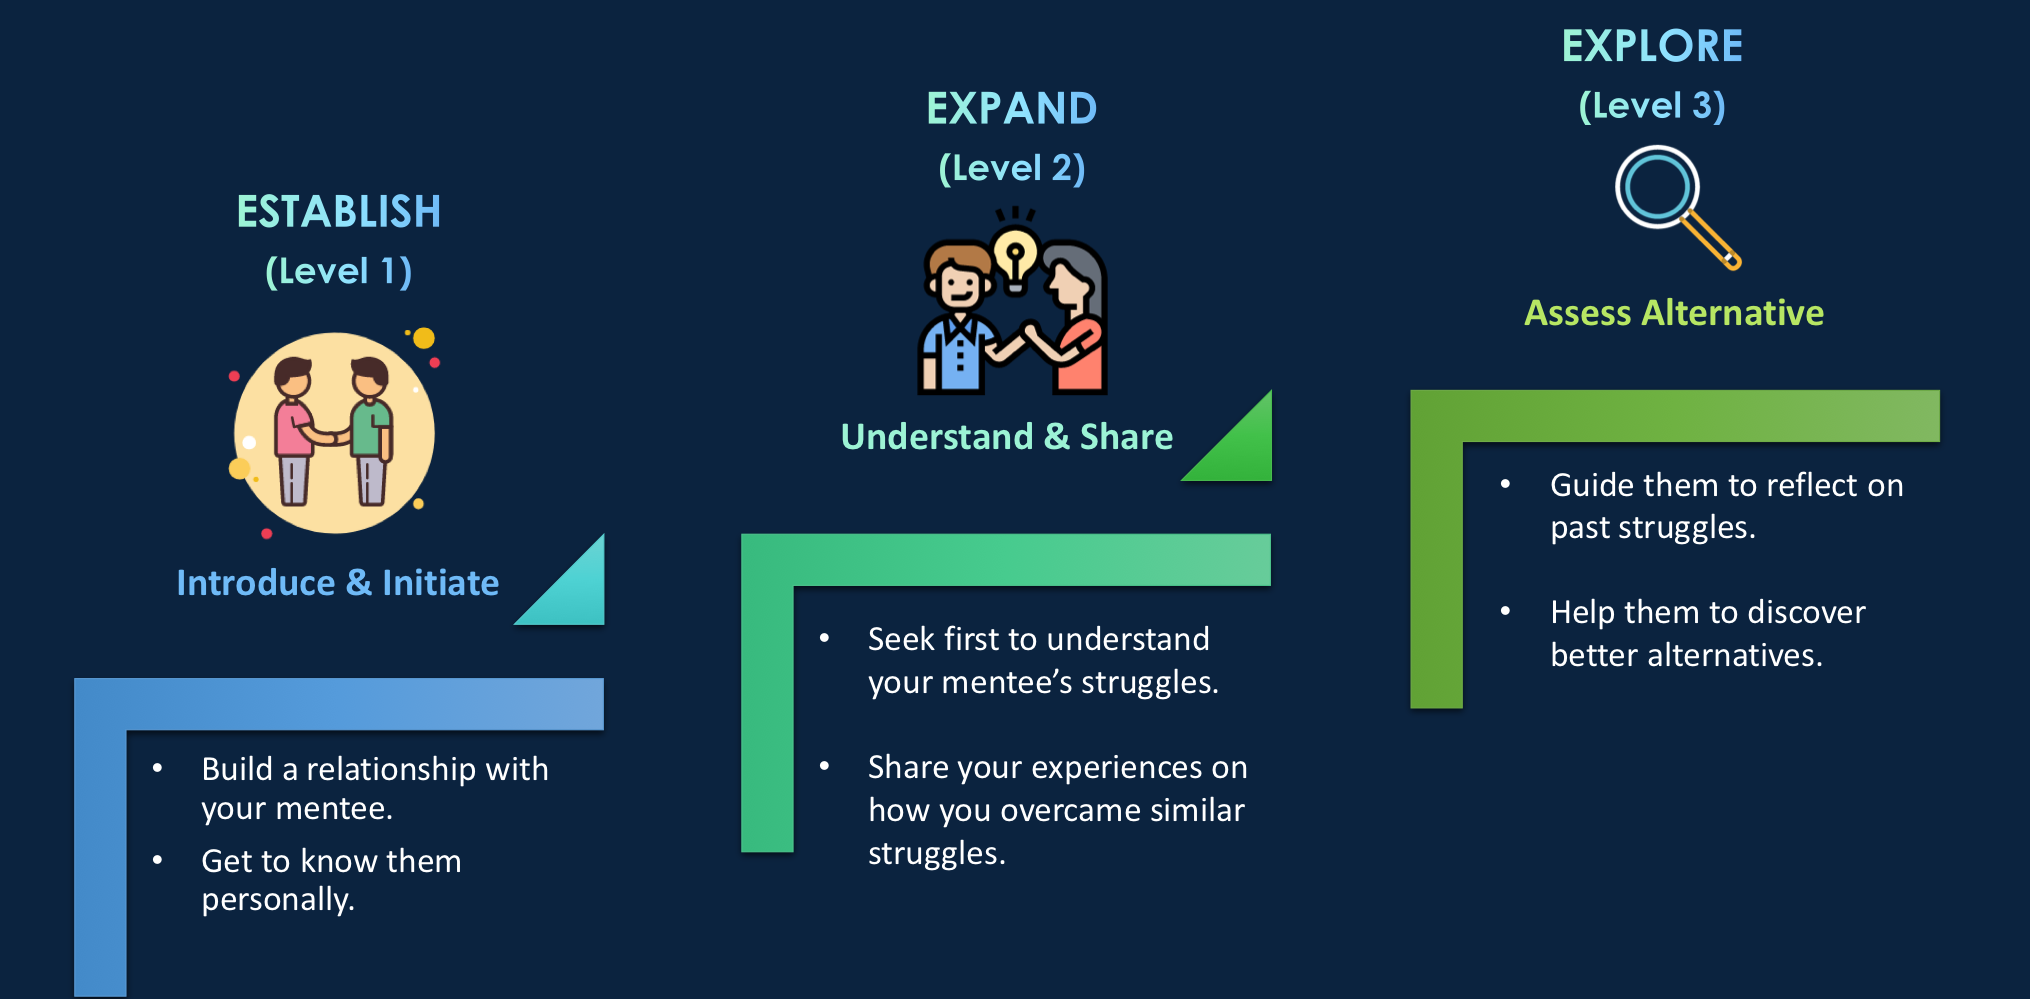 ESTABLISH
(Level 1)
Introduce & Initiate
• Build a relationship with
your mentee.
• Get to know them
personally.
EXPAND
(Level 2)
Understand & Share
• Seek first to understand
your mentee’s struggles.
• Share your experiences on
how you overcame similar
struggles.
EXPLORE
(Level 3)
Assess Alternative
• Guide them to reflect on
past struggles.
• Help them to discover
better alternatives.